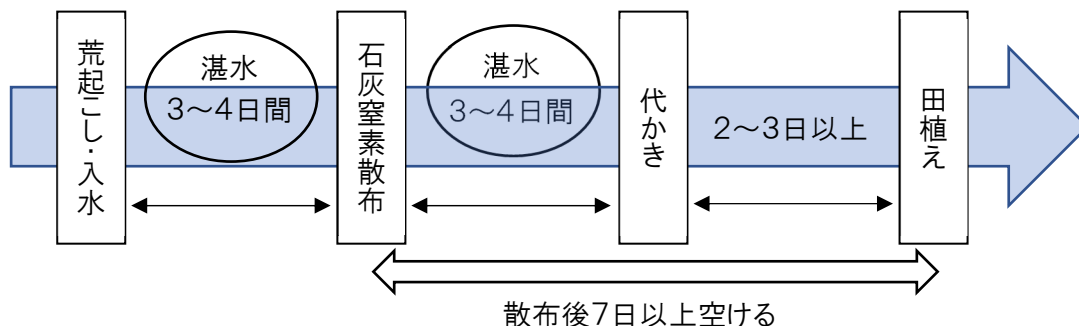 荒起こし・入水
湛水
3～4日間
石灰窒素散布
湛水
3～4日間
代かき
2～3日以上
田植え
散布後7日以上空ける